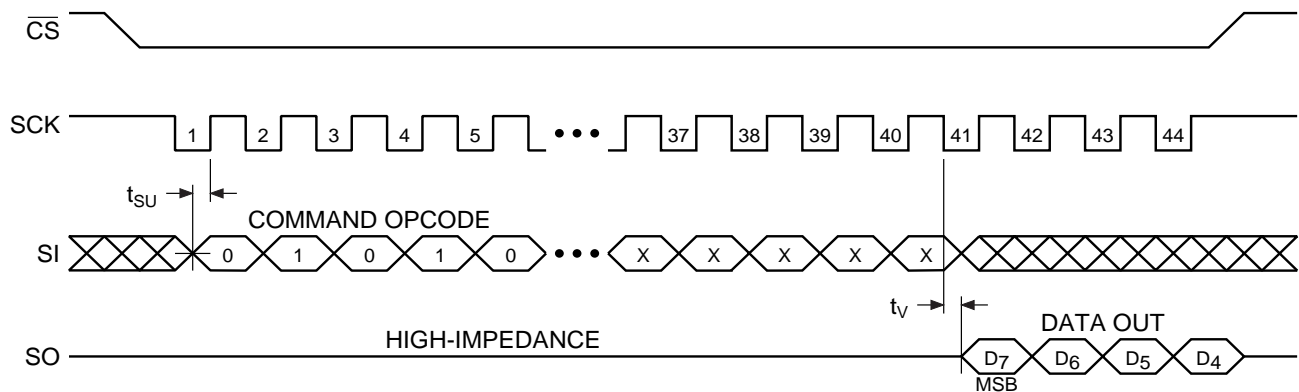 CS
SCK 1 2 3 4 5 ••• 37 38 39 40 41 42 43 44
tSU
COMMAND OPCODE
SI 0 1 0 1 0 ••• X X X X X
tV
HIGH-IMPEDANCE
DATA OUT
SO D7 D6 D5 D4
MSB